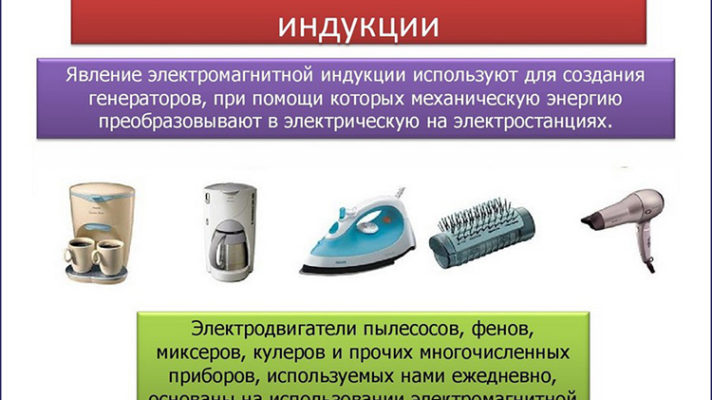 индукции
Явление электромагнитной индукции используют для создания
генераторов, при помощи которых механическую энергию
преобразовывают в электрическую на электростанциях.
Электродвигатели пылесосов, фенов,
миксеров, кулеров и прочих многочисленных
приборов, используемых нами ежедневно,
основаны на использовании электромагнитной